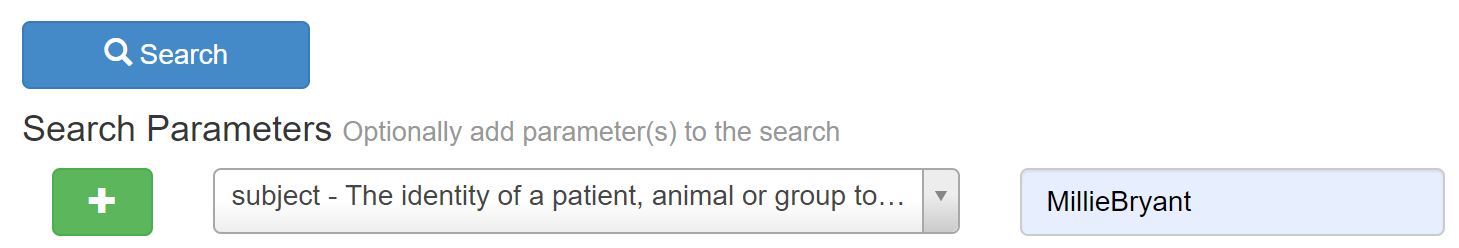 Search
Search Parameters Optionally add parameter(s) to the search
subject - The identity of a patient, animal or group to… MillieBryant